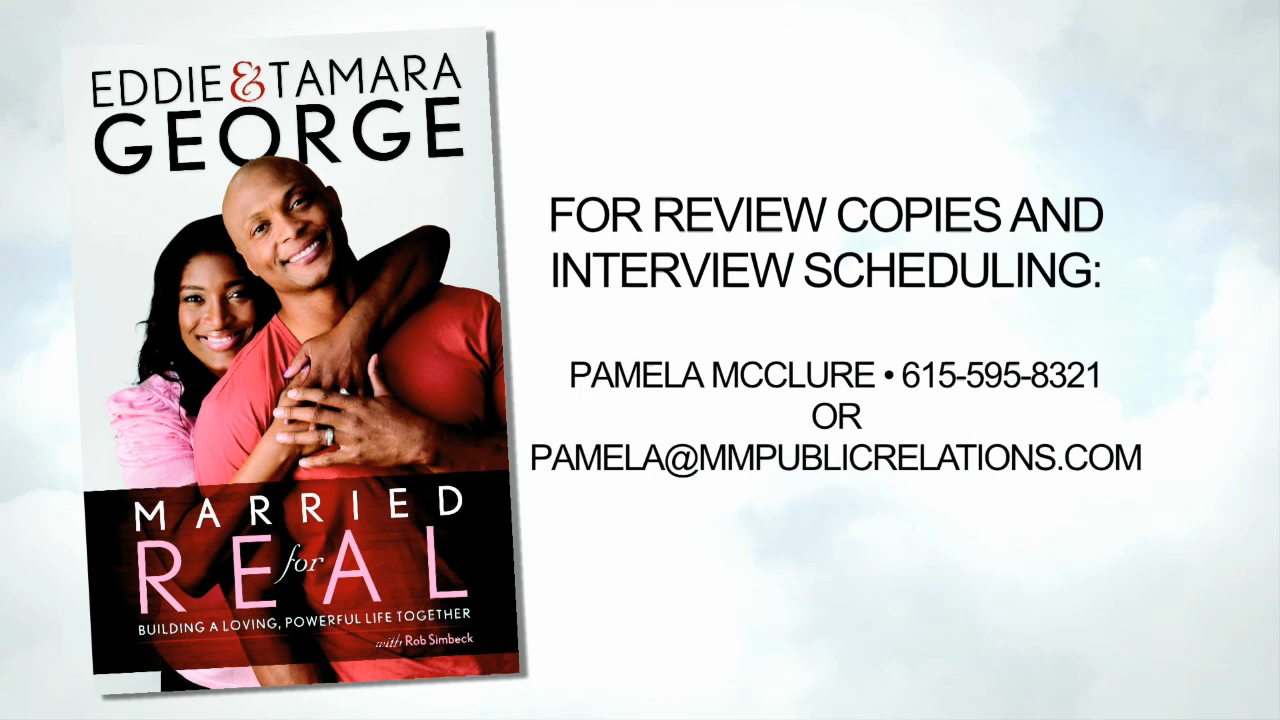 EDDIE & TAMARA
GEORGE
MARRIED
REAL
for
BUILDING A LOVING, POWERFUL LIFE TOGETHER
with Rob Simbeck
FOR REVIEW COPIES AND
INTERVIEW SCHEDULING:
PAMELA MCCLURE • 615-595-8321
OR
PAMELA@MMPUBLICRELATIONS.COM